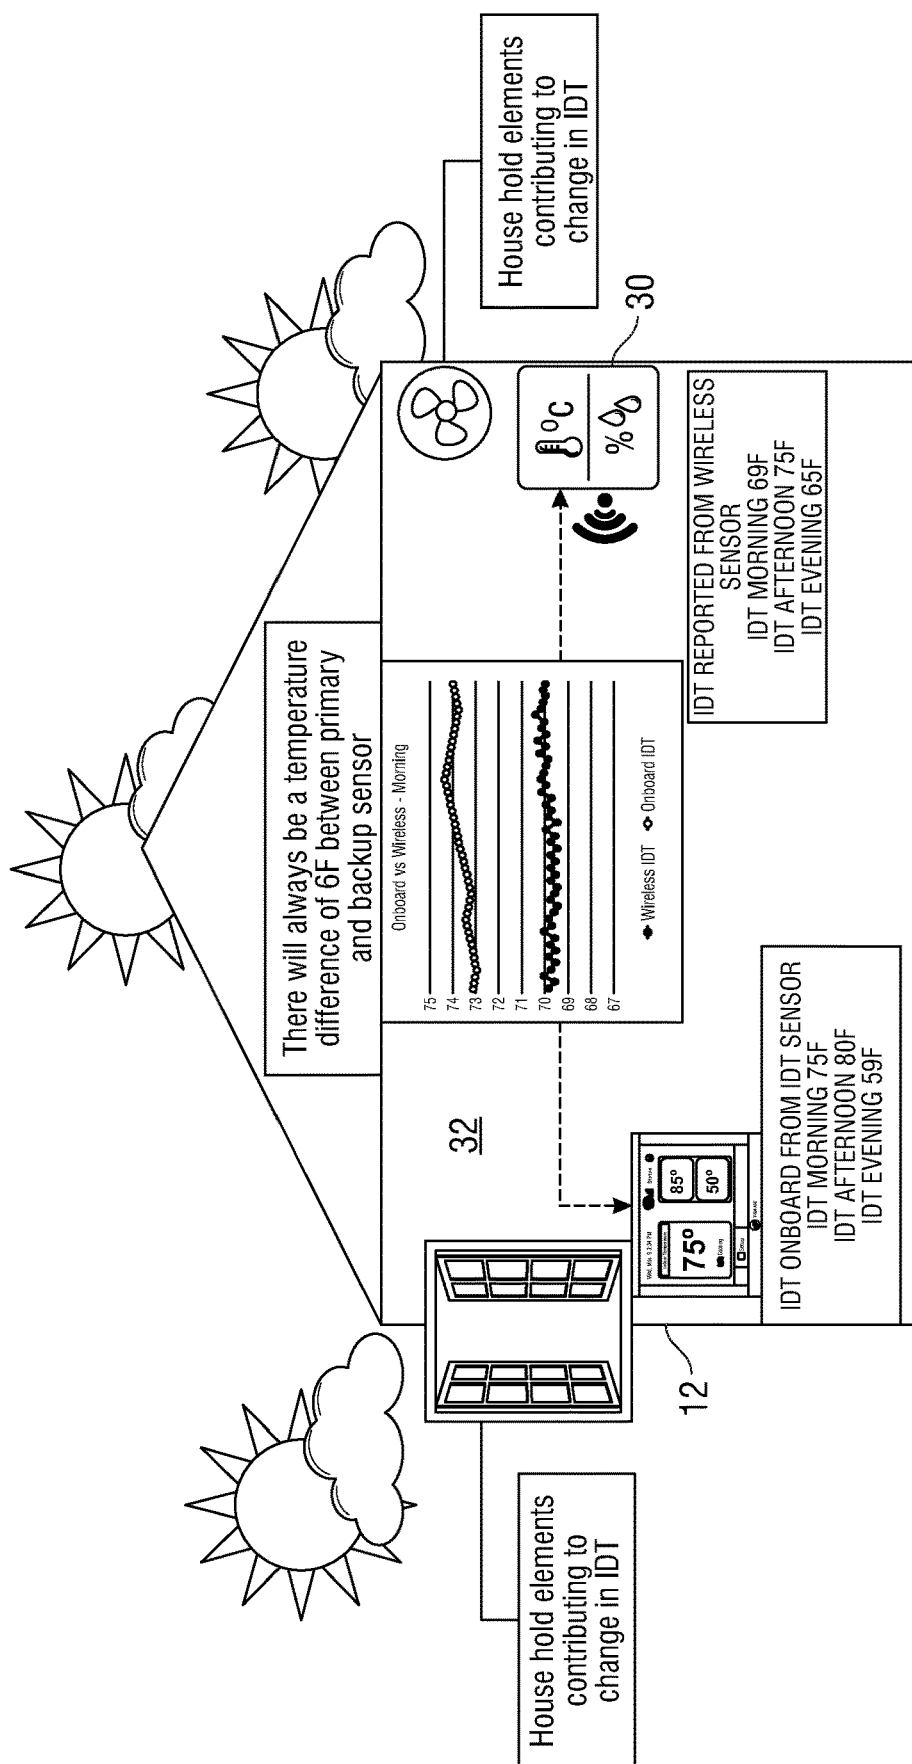 There will always be a temperature
difference of 6F between primary
and backup sensor
House hold elements
contributing to
change in IDT
House hold elements
contributing to
change in IDT
Onboard vs Wireless - Morning
75
74
73
72
71
70
69
68
67
Wireless IDT Onboard IDT
32
30
12
°C
%
75°
85°
50°
Cooling
Setup
IDT ONBOARD FROM IDT SENSOR
IDT MORNING 75F
IDT AFTERNOON 80F
IDT EVENING 59F
IDT REPORTED FROM WIRELESS
SENSOR
IDT MORNING 69F
IDT AFTERNOON 75F
IDT EVENING 65F